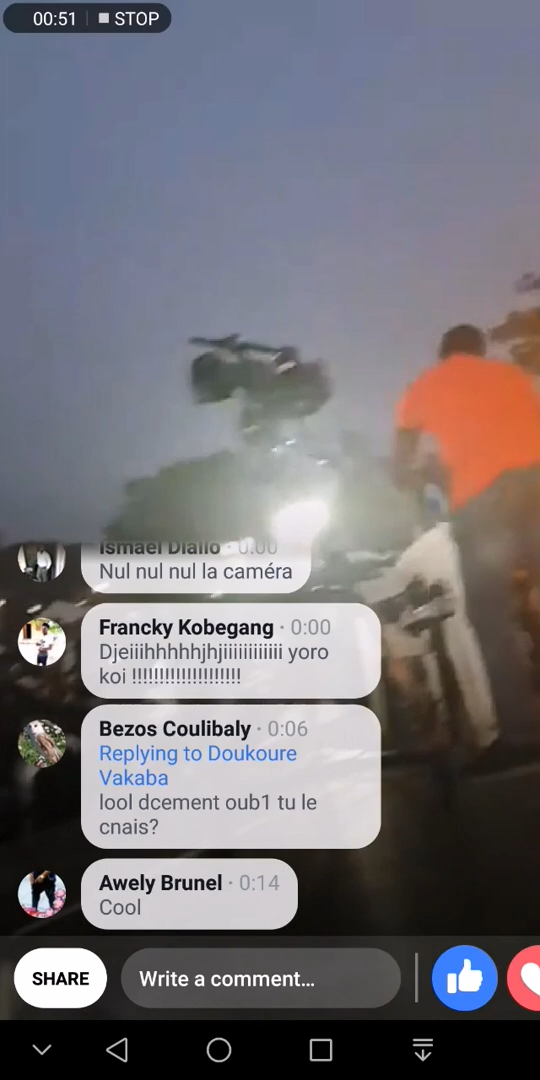 00:51
STOP
Ismael Diallo · 0:00
Nul nul nul la caméra
Francky Kobegang · 0:00
Djeiiihhhhhjhjiiiiiiiiiiii yoro
koi !!!!!!!!!!!!!!!!!!!!
Bezos Coulibaly · 0:06
Replying to Doukoure
Vakaba
lool dcement oub1 tu le
cnais?
Awely Brunel · 0:14
Cool
SHARE
Write a comment...